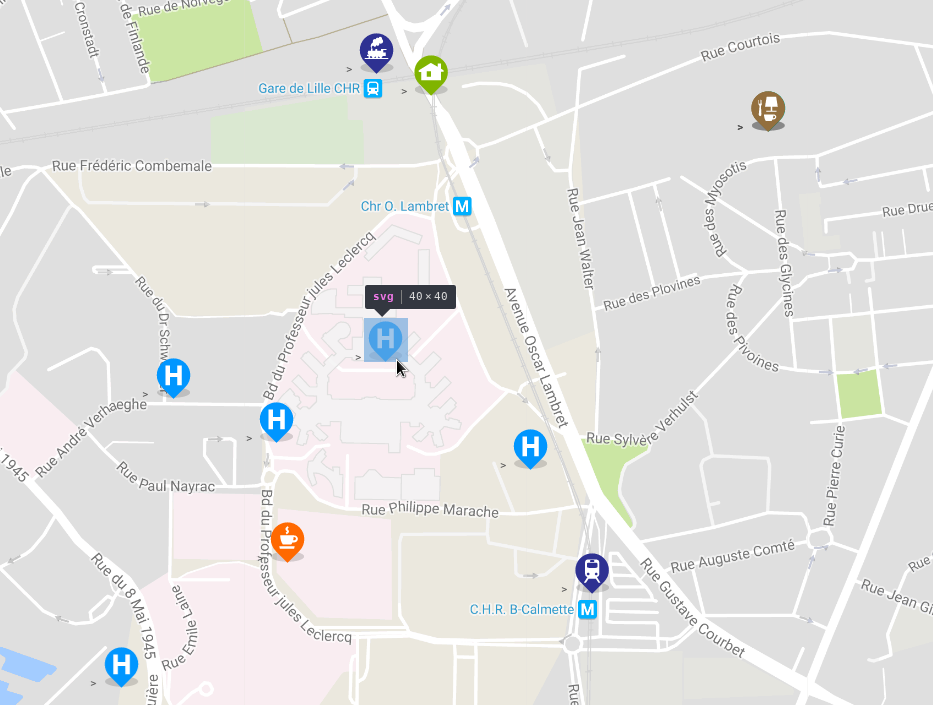 Rue de Norvège
Cronstadt
de Finlande
Gare de Lille CHR
>
>
Rue Courtois
>
Rue Frédéric Combemale
le
Chr O. Lambret
M
Rue Jean Walter
Rue des Myosotis
Rue des Glycines
Rue Drue
Bd du Professeur Jules Leclercq
svg | 40 × 40
Rue du Dr Schw
Avenue Oscar Lambret
Rue des Plovines
Rue des Pivoines
H
>
H
>
H
>
H
>
Rue André Verhaeghe
Rue Sylvère Verhulst
1945
Rue Paul Nayrac
Rue Philippe Marache
Rue Pierre Curie
Bd du Professeur Jules Leclercq
Rue du 8 Mai 1945
Rue Auguste Comté
Rue Gustave Courbet
>
C.H.R. B-Calmette
M
Rue Emile Laine
Rue Jean Gi
Rue
H
>
ière
Rue